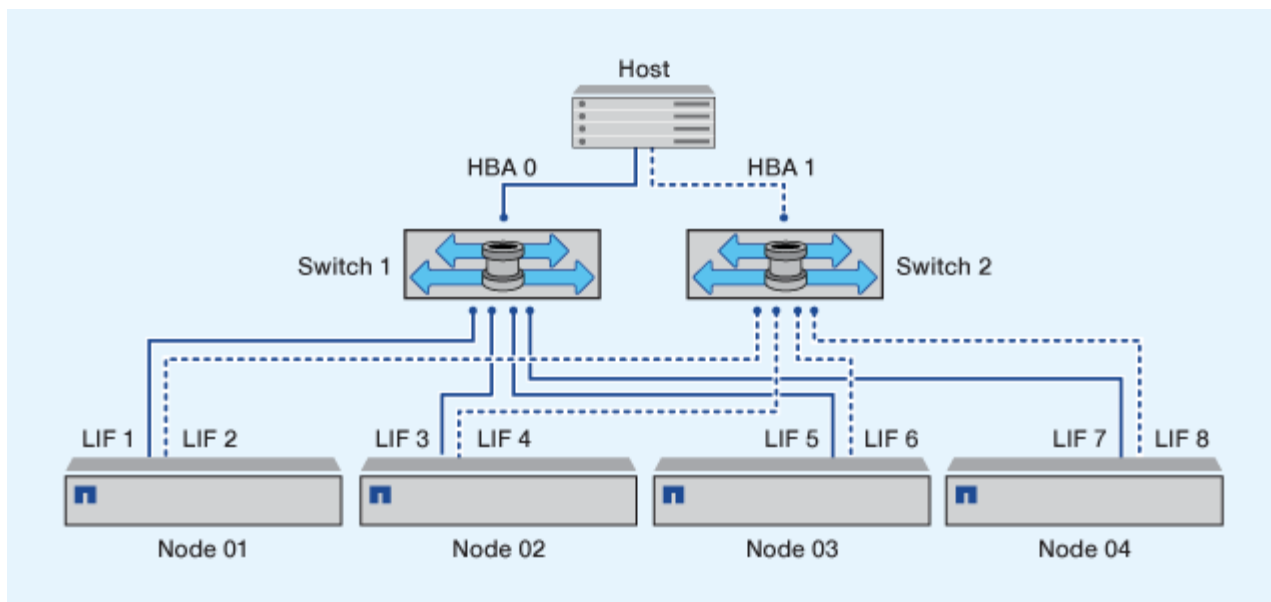 Host
HBA 0
HBA 1
Switch 1
Switch 2
LIF 1
LIF 2
LIF 3
LIF 4
LIF 5
LIF 6
LIF 7
LIF 8
Node 01
Node 02
Node 03
Node 04